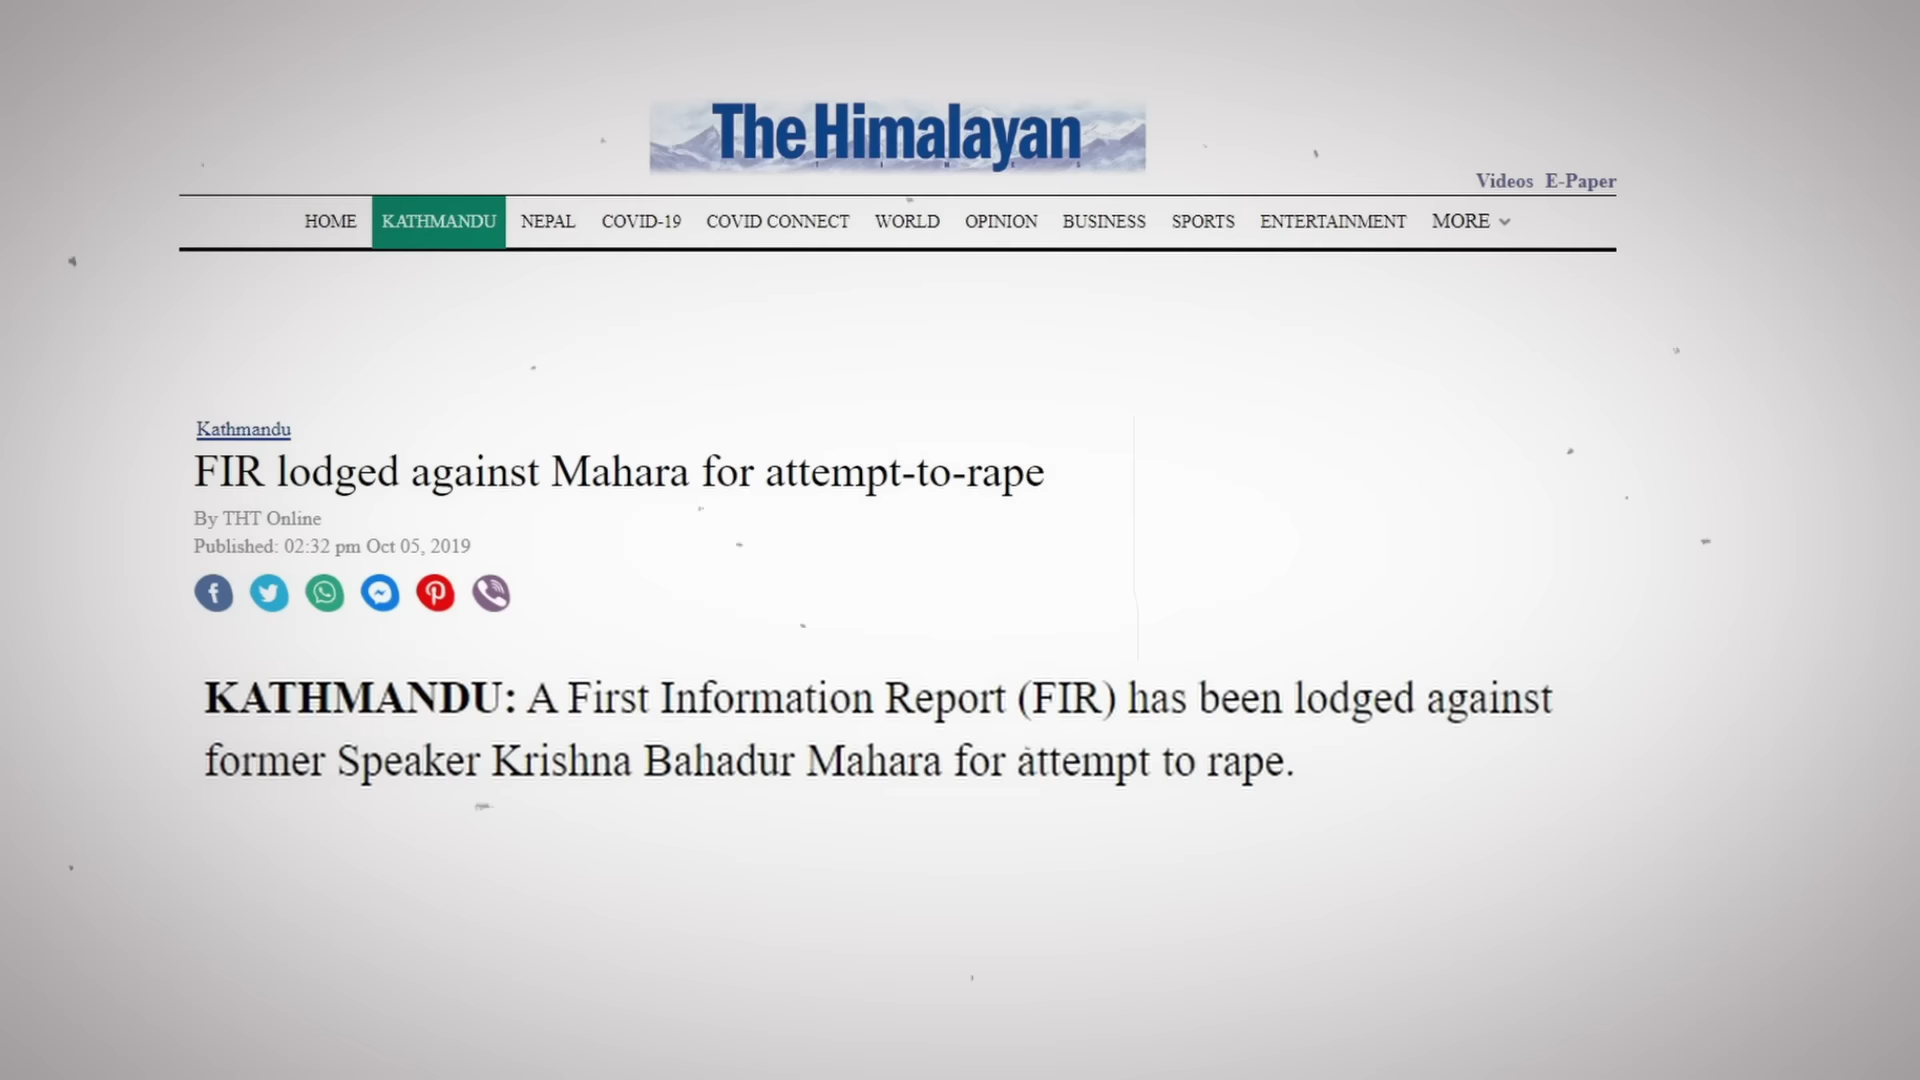 The Himalayan
T I M E S
Videos E-Paper
HOME KATHMANDU NEPAL COVID-19 COVID CONNECT WORLD OPINION BUSINESS SPORTS ENTERTAINMENT MORE
Kathmandu
FIR lodged against Mahara for attempt-to-rape
By THT Online
Published: 02:32 pm Oct 05, 2019
KATHMANDU: A First Information Report (FIR) has been lodged against
former Speaker Krishna Bahadur Mahara for attempt to rape.